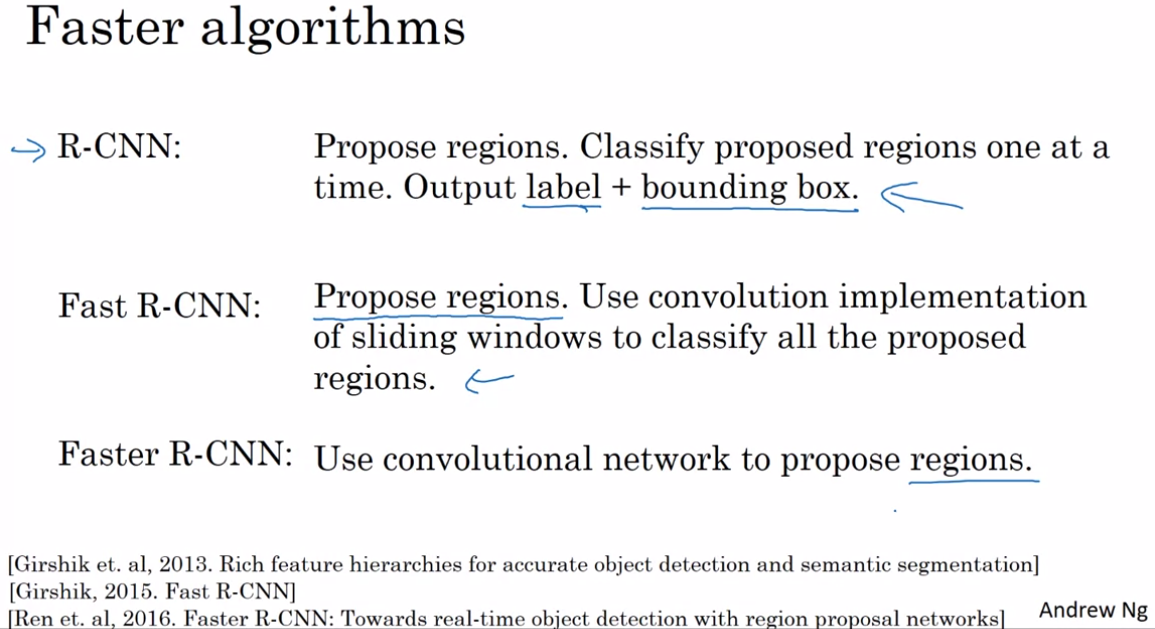 Faster algorithms
R-CNN: Propose regions. Classify proposed regions one at a
time. Output label + bounding box.
Fast R-CNN: Propose regions. Use convolution implementation
of sliding windows to classify all the proposed
regions.
Faster R-CNN: Use convolutional network to propose regions.
[Girshik et. al, 2013. Rich feature hierarchies for accurate object detection and semantic segmentation]
[Girshik, 2015. Fast R-CNN]
[Ren et. al, 2016. Faster R-CNN: Towards real-time object detection with region proposal networks]
Andrew Ng